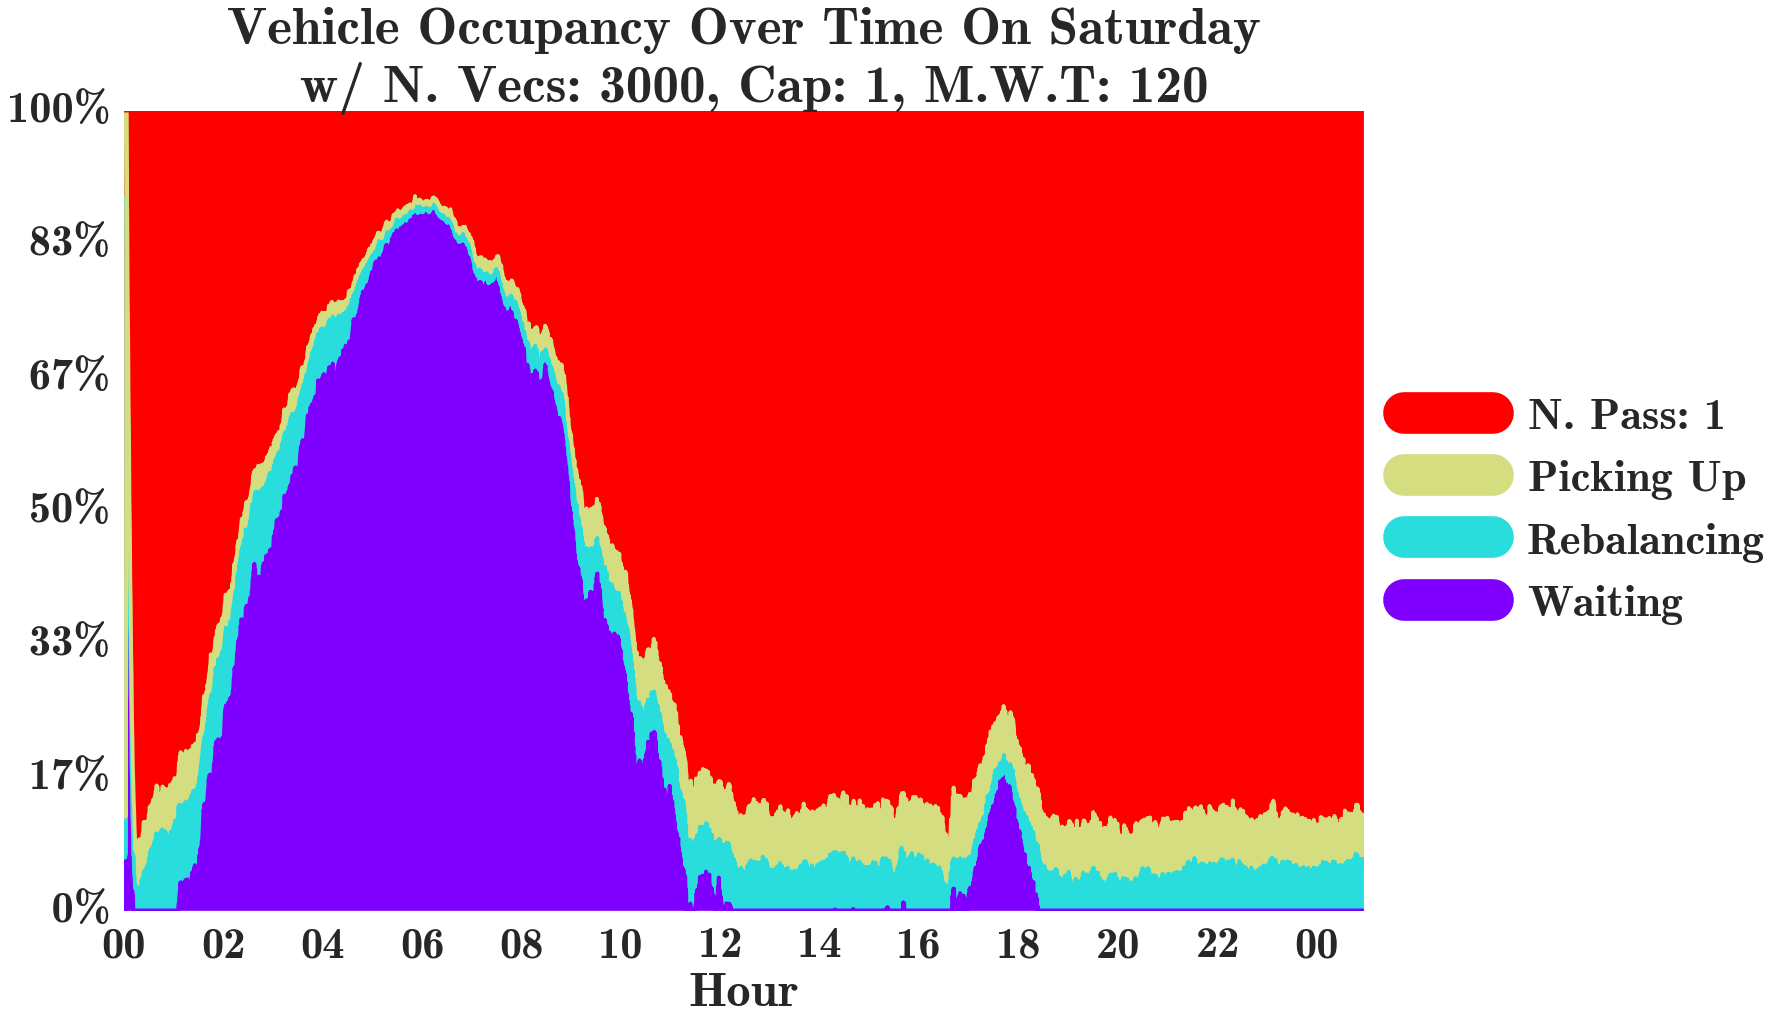 Vehicle Occupancy Over Time On Saturday
w/ N. Vecs: 3000, Cap: 1, M.W.T: 120
100%
83%
67%
50%
33%
17%
0%
00 02 04 06 08 10 12 14 16 18 20 22 00
Hour
N. Pass: 1
Picking Up
Rebalancing
Waiting